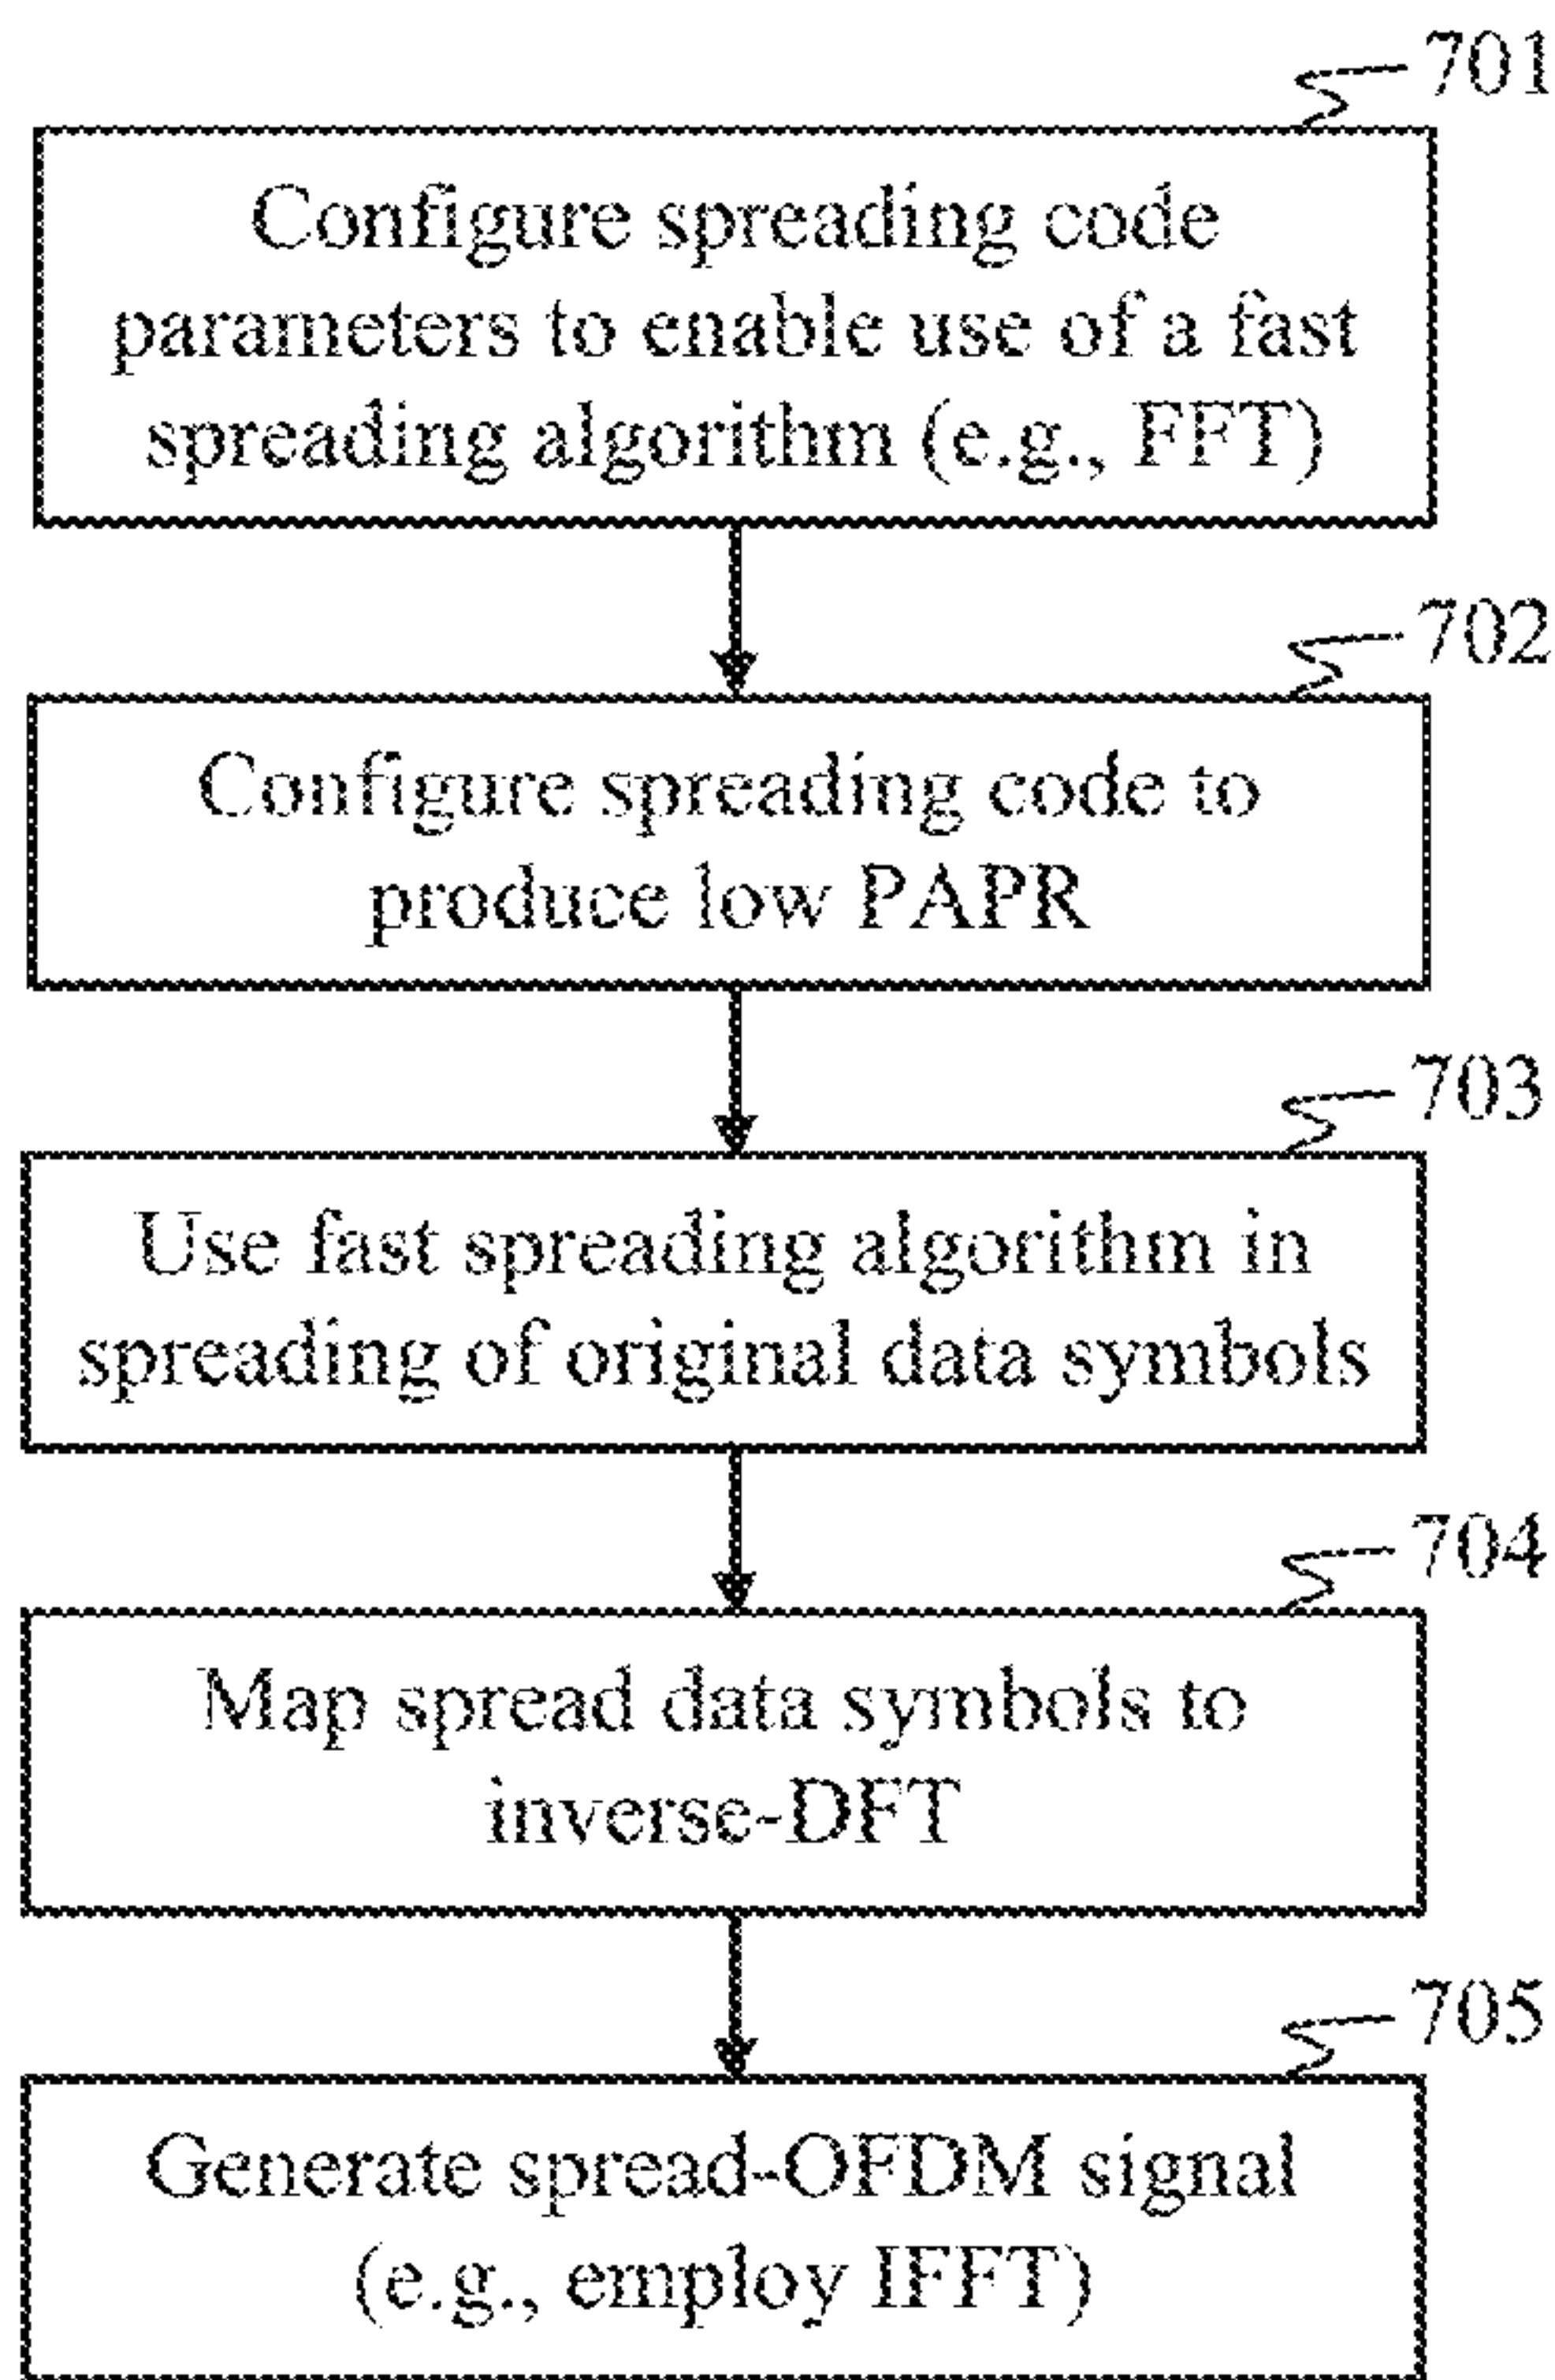 701
Configure spreading code
parameters to enable use of a fast
spreading algorithm (e.g., FFT)
702
Configure spreading code to
produce low PAPR
703
Use fast spreading algorithm in
spreading of original data symbols
704
Map spread data symbols to
inverse-DFT
705
Generate spread-OFDM signal
(e.g., employ IFFT)